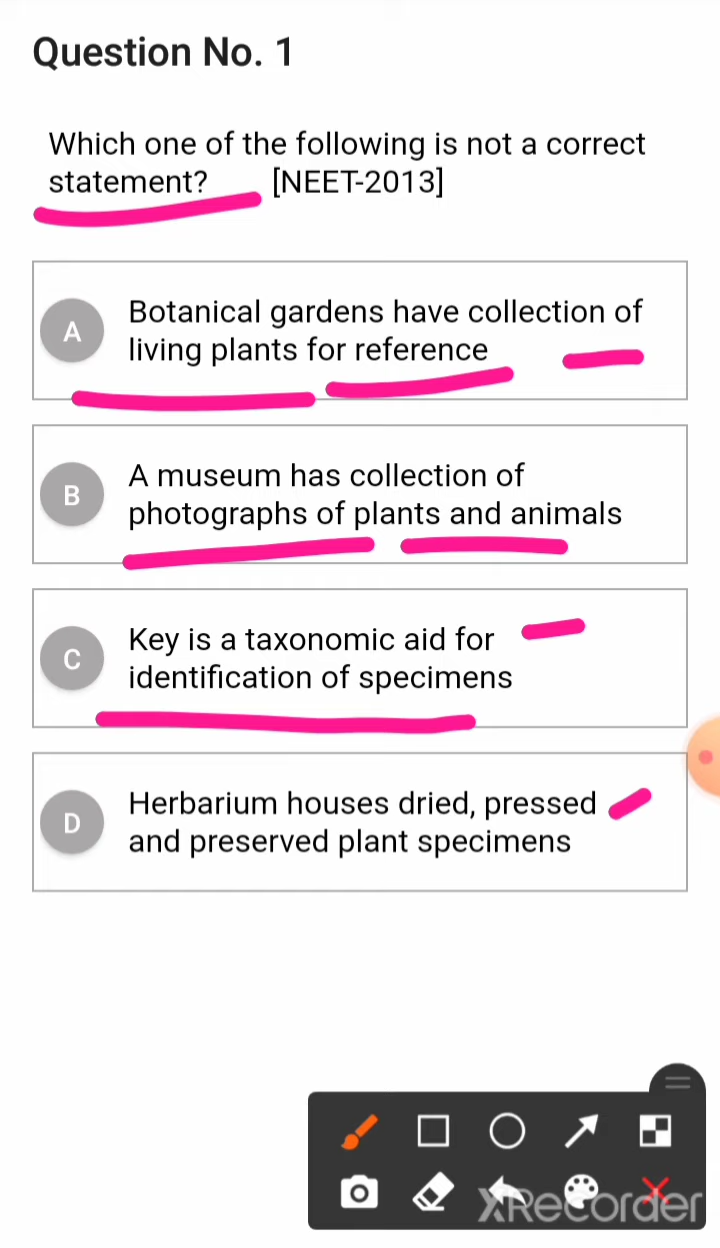 Question No. 1
Which one of the following is not a correct
statement? [NEET-2013]
A
Botanical gardens have collection of
living plants for reference
B
A museum has collection of
photographs of plants and animals
C
Key is a taxonomic aid for
identification of specimens
D
Herbarium houses dried, pressed
and preserved plant specimens
XRecorder